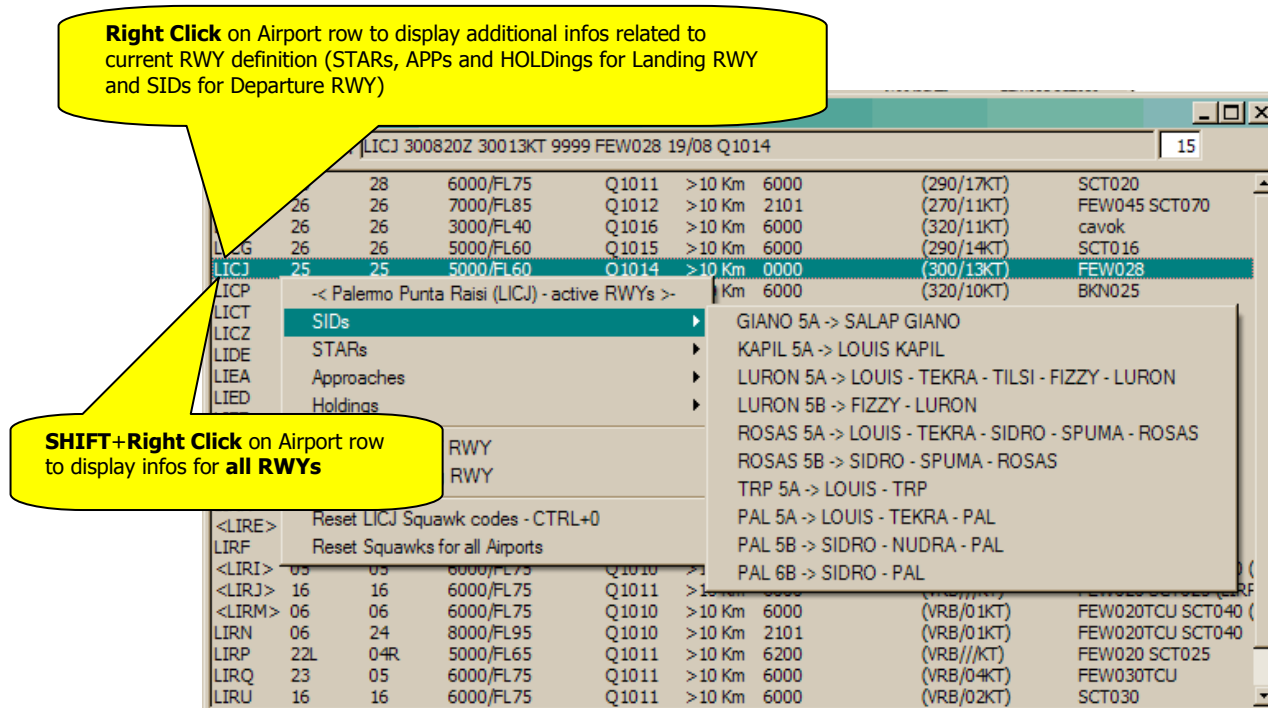 Right Click on Airport row to display additional infos related to
current RWY definition (STARs, APPs and HOLDings for Landing RWY
and SIDs for Departure RWY)
LICJ 300820Z 30013KT 9999 FEW028 19/08 Q1014 15
28 6000/FL75 Q1011 >10 Km 6000 (290/17KT) SCT020
26 26 7000/FL85 Q1012 >10 Km 2101 (270/11KT) FEW045 SCT070
26 26 3000/FL40 Q1016 >10 Km 6000 (320/11KT) cavok
26 26 5000/FL60 Q1015 >10 Km 6000 (290/14KT) SCT016
LICJ 25 25 5000/FL60 Q1014 >10 Km 0000 (300/13KT) FEW028
LICP Km 6000 (320/10KT) BKN025
LICT
LICZ
LIDE
LIEA
LIED
-< Palermo Punta Raisi (LICJ) - active RWYs >-
SIDs
STARs
Approaches
Holdings
RWY
RWY
Reset LICJ Squawk codes - CTRL+0
Reset Squawks for all Airports
GIANO 5A -> SALAP GIANO
KAPIL 5A -> LOUIS KAPIL
LURON 5A -> LOUIS - TEKRA - TILSI - FIZZY - LURON
LURON 5B -> FIZZY - LURON
ROSAS 5A -> LOUIS - TEKRA - SIDRO - SPUMA - ROSAS
ROSAS 5B -> SIDRO - SPUMA - ROSAS
TRP 5A -> LOUIS - TRP
PAL 5A -> LOUIS - TEKRA - PAL
PAL 5B -> SIDRO - NUDRA - PAL
PAL 6B -> SIDRO - PAL
SHIFT+Right Click on Airport row
to display infos for all RWYs
<LIRE>
LIRF
<LIRI> 05 05 6000/FL75 Q1010
<LIRJ> 16 16 6000/FL75 Q1011
<LIRM> 06 06 6000/FL75 Q1010 >10 Km 6000 (VRB/01KT) FEW020TCU SCT040 (
LIRN 06 24 8000/FL95 Q1010 >10 Km 2101 (VRB/01KT) FEW020TCU SCT040
LIRP 22L 04R 5000/FL65 Q1011 >10 Km 6200 (VRB///KT) FEW020 SCT025
LIRQ 23 05 6000/FL75 Q1011 >10 Km 6000 (VRB/04KT) FEW030TCU
LIRU 16 16 6000/FL75 Q1011 >10 Km 6000 (VRB/02KT) SCT030